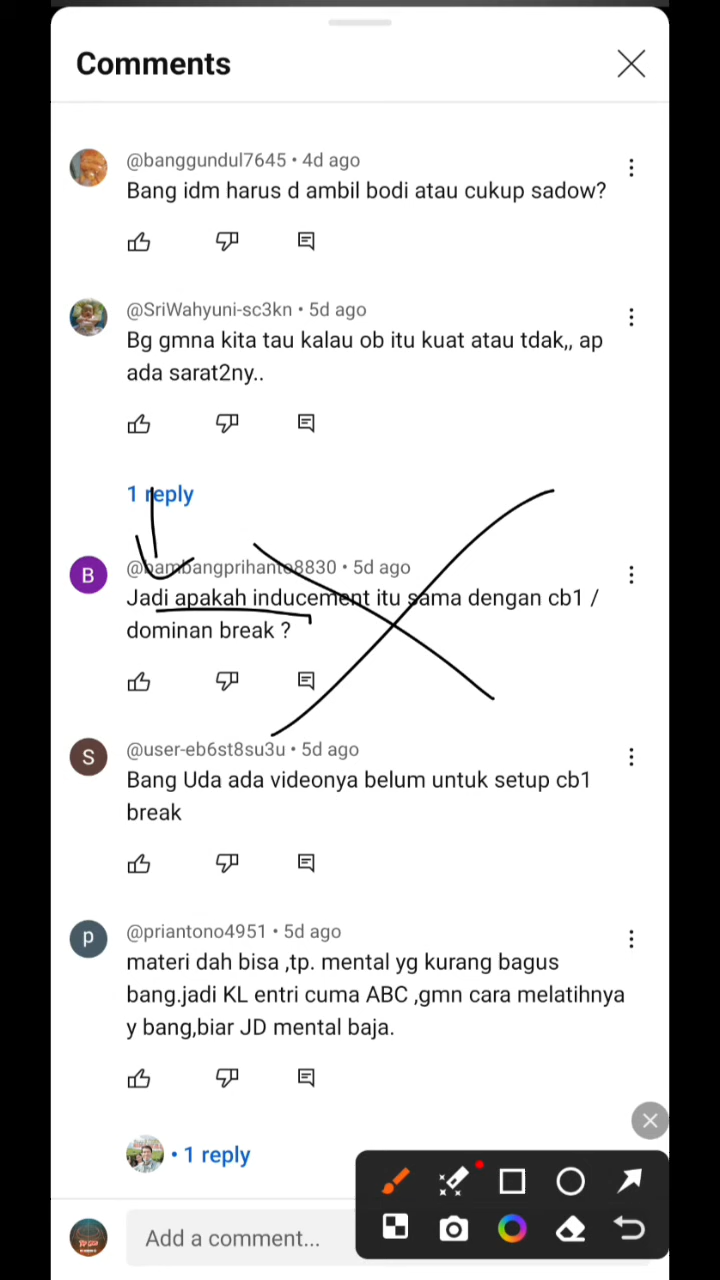 Comments
@banggundul7645 • 4d ago
Bang idm harus d ambil bodi atau cukup sadow?
@SriWahyuni-sc3kn • 5d ago
Bg gmna kita tau kalau ob itu kuat atau tdak,, ap
ada sarat2ny..
1 reply
B
@bambangprihanto8830 • 5d ago
Jadi apakah inducement itu sama dengan cb1 /
dominan break ?
S
@user-eb6st8su3u • 5d ago
Bang Uda ada videonya belum untuk setup cb1
break
p
@priantono4951 • 5d ago
materi dah bisa ,tp. mental yg kurang bagus
bang.jadi KL entri cuma ABC ,gmn cara melatihnya
y bang,biar JD mental baja.
• 1 reply
Add a comment...